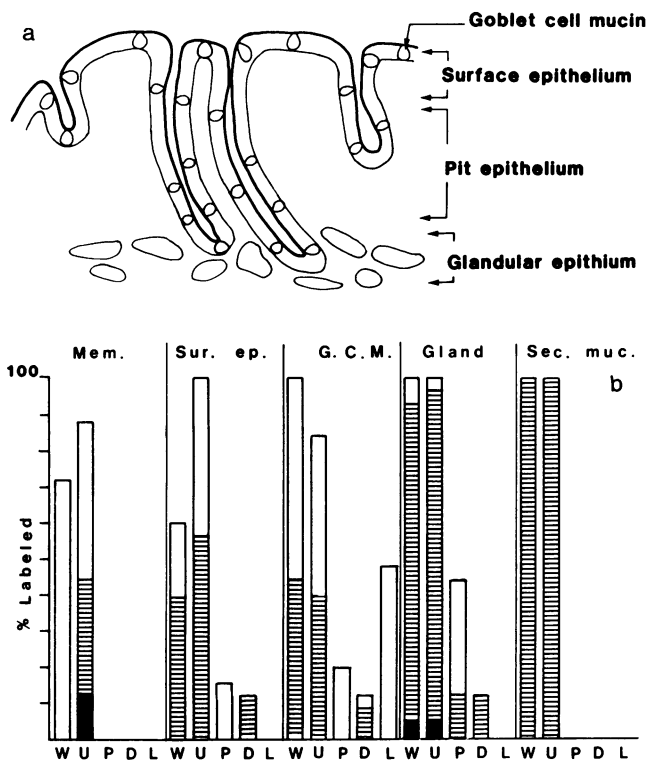 a
Goblet cell mucin
Surface epithelium
Pit epithelium
Glandular epithium
Mem. Sur. ep. G.C.M. Gland Sec. muc.
100
b
% Labeled
W U P D L W U P D L W U P D L W U P D L W U P D L